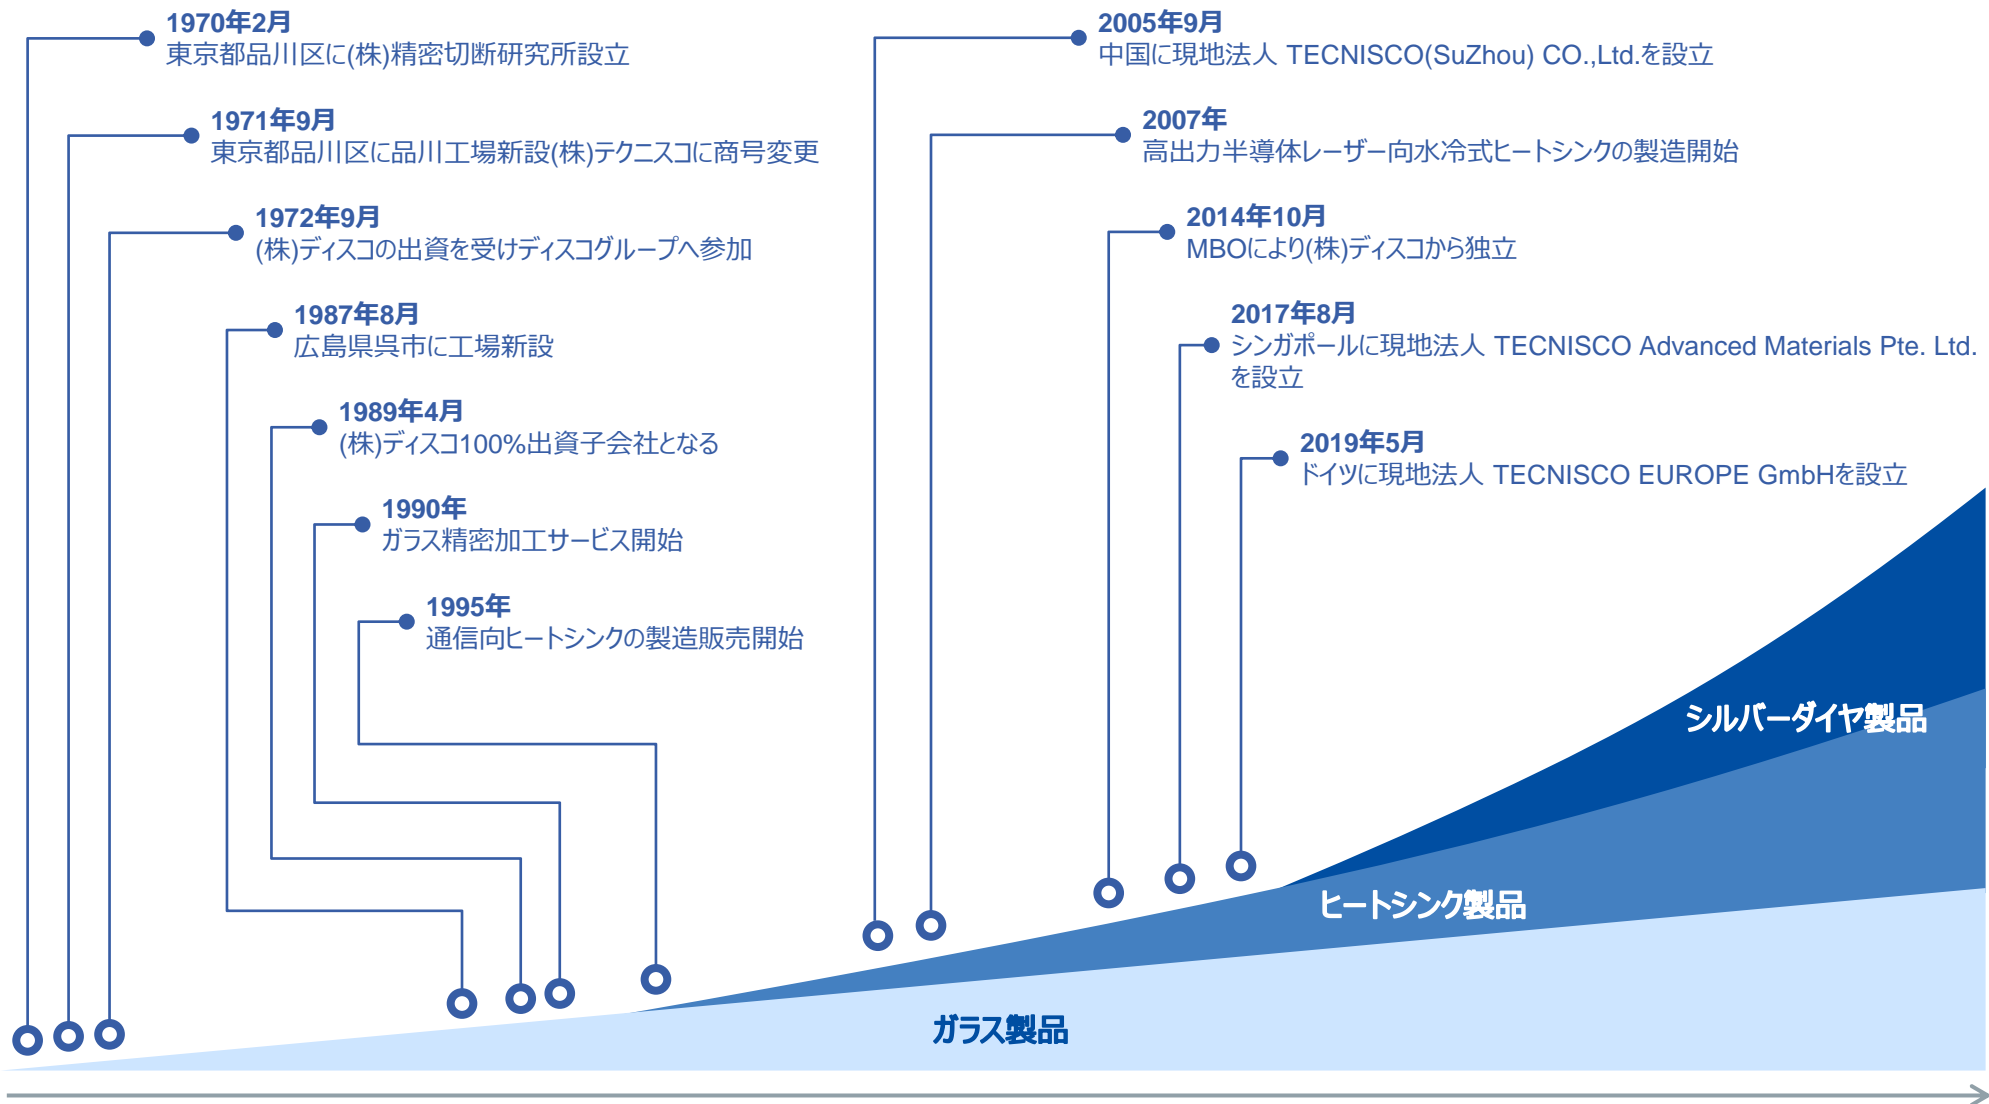 1970年2月
東京都品川区に(株)精密切断研究所設立
1971年9月
東京都品川区に品川工場新設(株)テクニスコに商号変更
1972年9月
(株)ディスコの出資を受けディスコグループへ参加
1987年8月
広島県呉市に工場新設
1989年4月
(株)ディスコ100%出資子会社となる
1990年
ガラス精密加工サービス開始
1995年
通信向ヒートシンクの製造販売開始
2005年9月
中国に現地法人 TECNISCO(SuZhou) CO.,Ltd.を設立
2007年
高出力半導体レーザー向水冷式ヒートシンクの製造開始
2014年10月
MBOにより(株)ディスコから独立
2017年8月
シンガポールに現地法人 TECNISCO Advanced Materials Pte. Ltd.
を設立
2019年5月
ドイツに現地法人 TECNISCO EUROPE GmbHを設立
シルバーダイヤ製品
ヒートシンク製品
ガラス製品